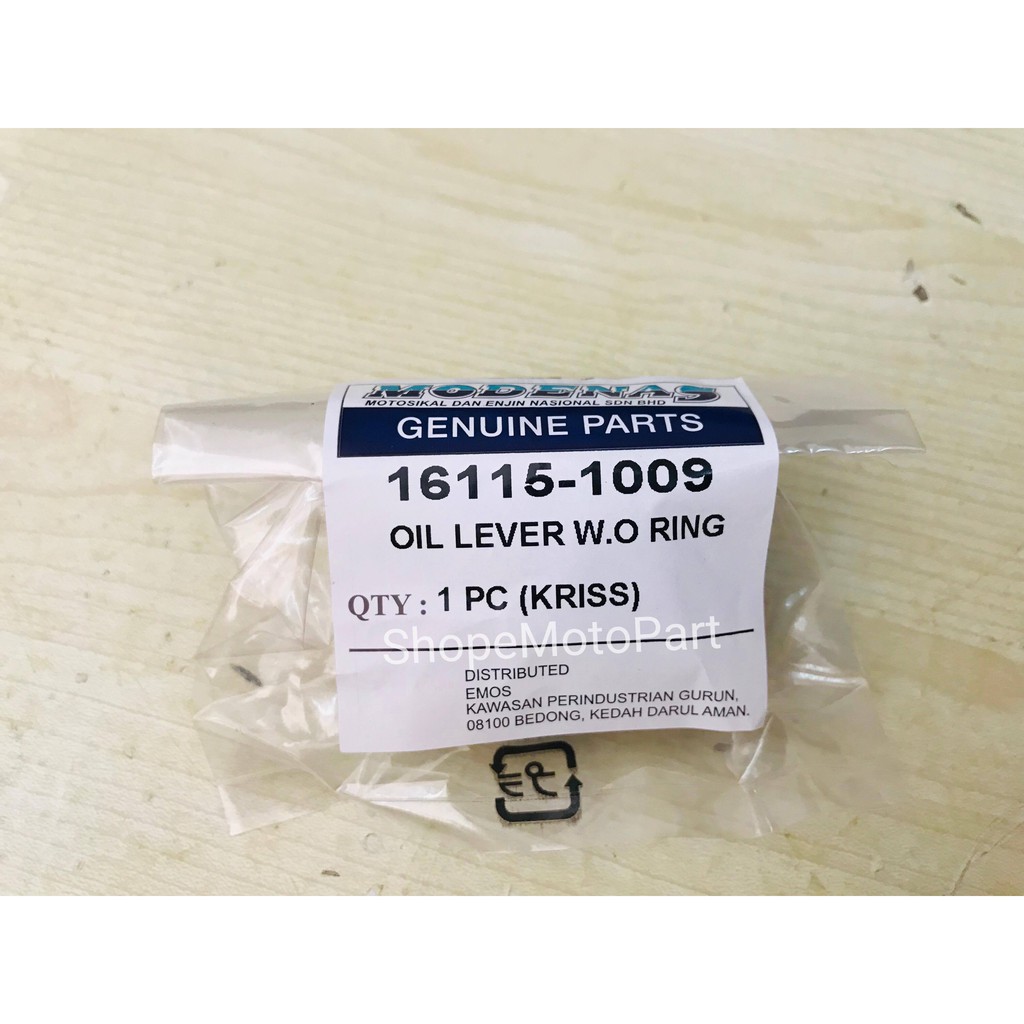 MODENAS
MOTOSIKAL DAN ENJIN NASIONAL SDN BHD
GENUINE PARTS
16115-1009
OIL LEVER W.O RING
QTY : 1 PC (KRISS)
ShopeMotoPart
DISTRIBUTED
EMOS
KAWASAN PERINDUSTRIAN GURUN,
08100 BEDONG, KEDAH DARUL AMAN.